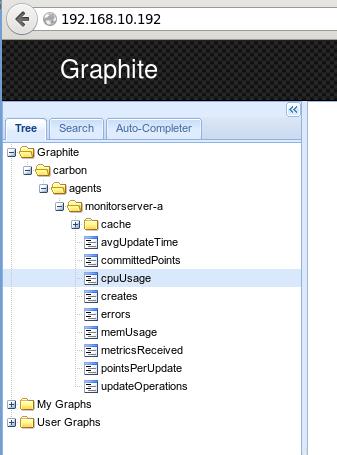 192.168.10.192
Graphite
Tree Search Auto-Completer
Graphite
carbon
agents
monitorserver-a
cache
avgUpdateTime
committedPoints
cpuUsage
creates
errors
memUsage
metricsReceived
pointsPerUpdate
updateOperations
My Graphs
User Graphs